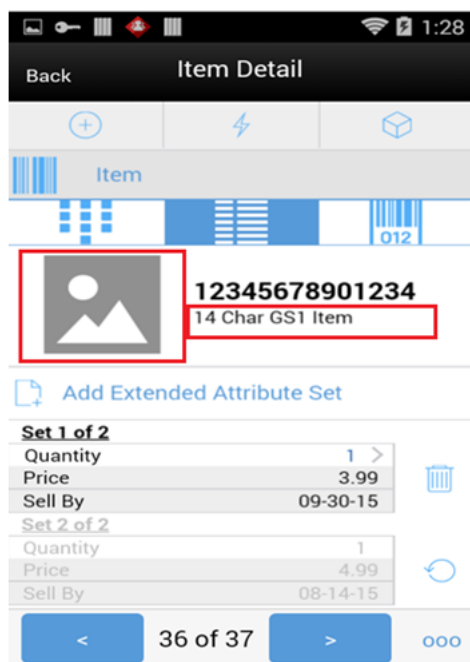 1:28
Back
Item Detail
Item
012
12345678901234
14 Char GS1 Item
Add Extended Attribute Set
Set 1 of 2
Quantity 1 >
Price 3.99
Sell By 09-30-15
Set 2 of 2
Quantity 1
Price 4.99
Sell By 08-14-15
< 36 of 37 > ooo